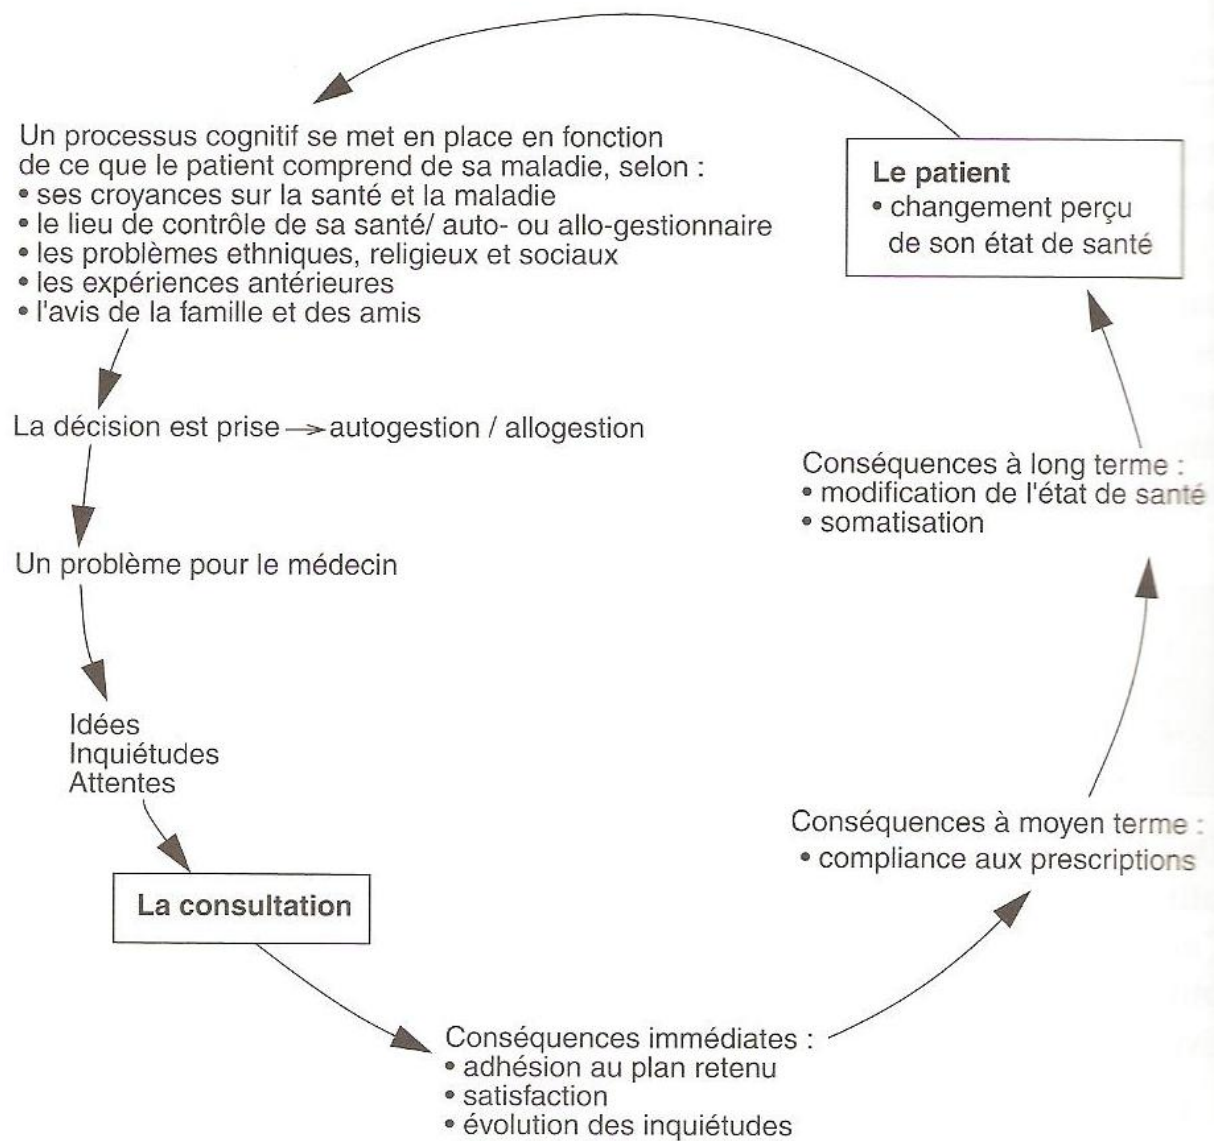 Un processus cognitif se met en place en fonction
de ce que le patient comprend de sa maladie, selon :
• ses croyances sur la santé et la maladie
• le lieu de contrôle de sa santé/ auto- ou allo-gestionnaire
• les problèmes ethniques, religieux et sociaux
• les expériences antérieures
• l'avis de la famille et des amis
Le patient
• changement perçu
de son état de santé
La décision est prise → autogestion / allogestion
Conséquences à long terme :
• modification de l'état de santé
• somatisation
Un problème pour le médecin
Idées
Inquiétudes
Attentes
Conséquences à moyen terme :
• compliance aux prescriptions
La consultation
Conséquences immédiates :
• adhésion au plan retenu
• satisfaction
• évolution des inquiétudes